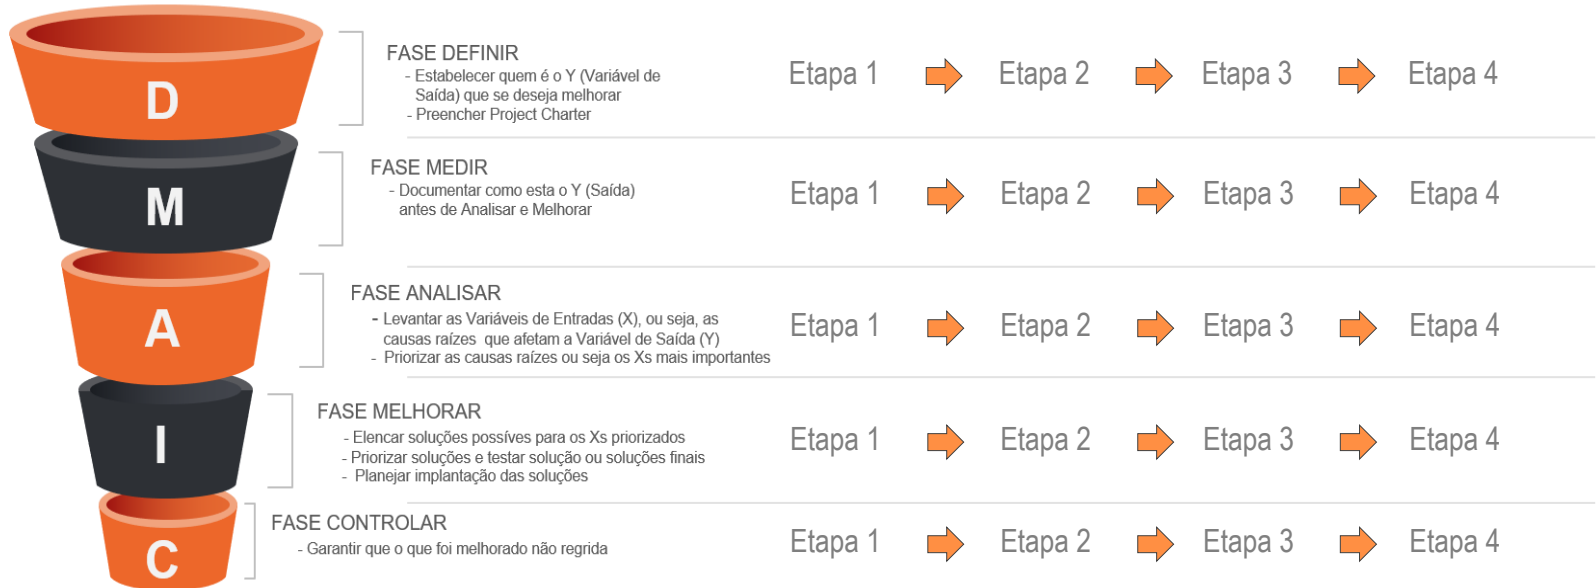 D
FASE DEFINIR
- Estabelecer quem é o Y (Variável de
Saída) que se deseja melhorar
- Preencher Project Charter
Etapa 1
Etapa 2
Etapa 3
Etapa 4
M
FASE MEDIR
- Documentar como esta o Y (Saída)
antes de Analisar e Melhorar
Etapa 1
Etapa 2
Etapa 3
Etapa 4
A
FASE ANALISAR
- Levantar as Variáveis de Entradas (X), ou seja, as
causas raízes que afetam a Variável de Saída (Y)
- Priorizar as causas raízes ou seja os Xs mais importantes
Etapa 1
Etapa 2
Etapa 3
Etapa 4
I
FASE MELHORAR
- Elencar soluções possíves para os Xs priorizados
- Priorizar soluções e testar solução ou soluções finais
- Planejar implantação das soluções
Etapa 1
Etapa 2
Etapa 3
Etapa 4
C
FASE CONTROLAR
- Garantir que o que foi melhorado não regrida
Etapa 1
Etapa 2
Etapa 3
Etapa 4